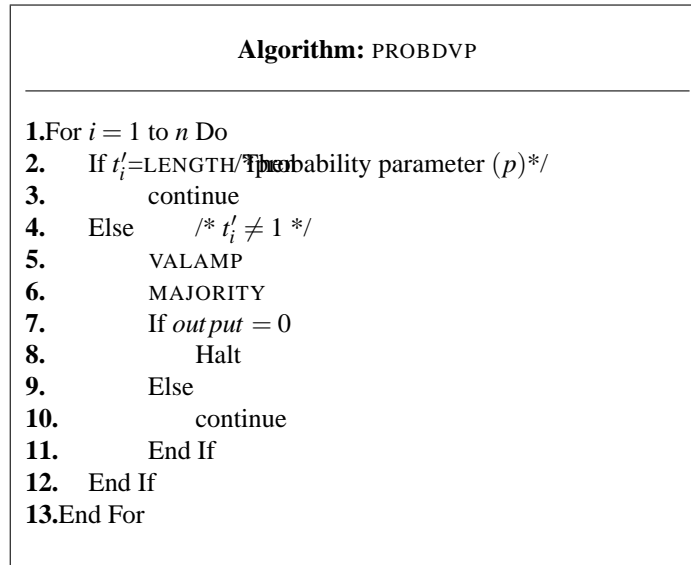 Algorithm: PROBDVP
1.For i = 1 to n Do
2. If t′ᵢ=LENGTH/*probability parameter (p)*/
3. continue
4. Else /* t′ᵢ ≠ 1 */
5. VALAMP
6. MAJORITY
7. If output = 0
8. Halt
9. Else
10. continue
11. End If
12. End If
13.End For